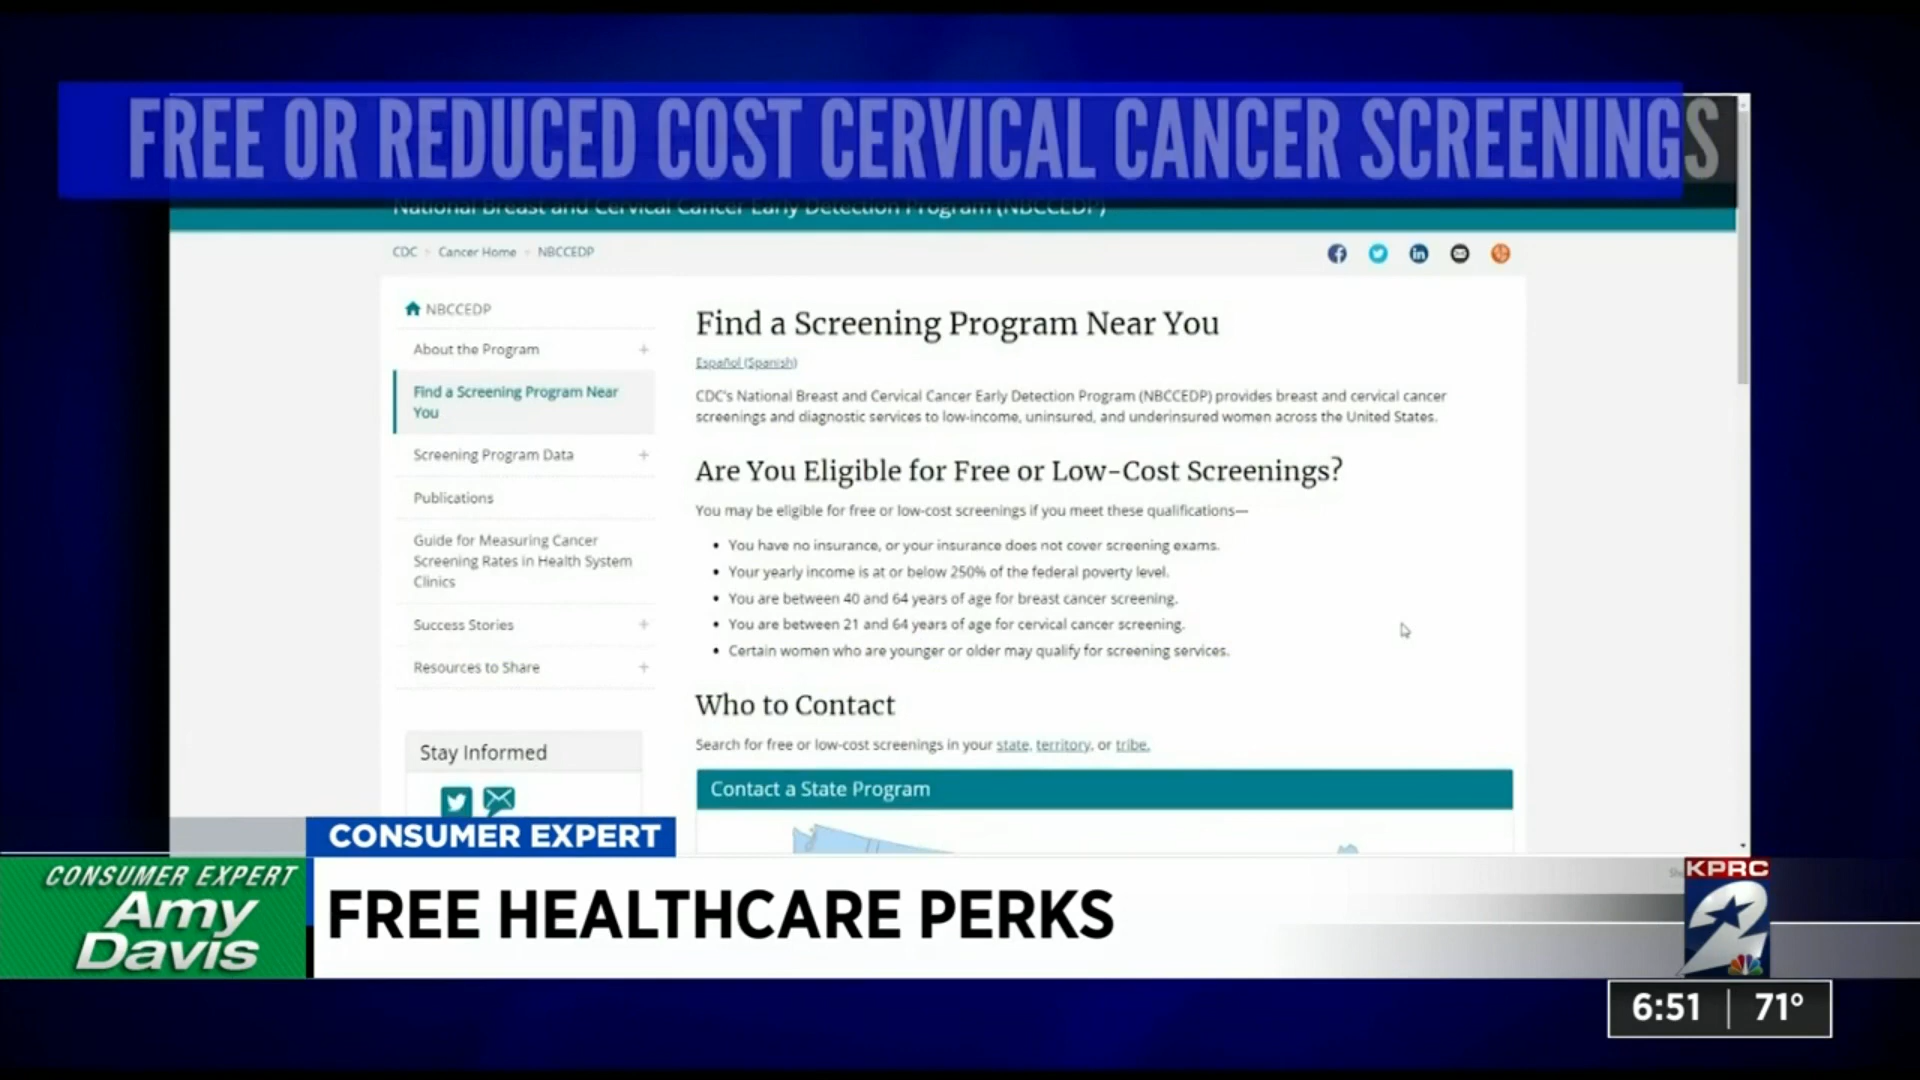 FREE OR REDUCED COST CERVICAL CANCER SCREENINGS
National Breast and Cervical Cancer Early Detection Program (NBCCEDP)
CDC
Cancer Home
NBCCEDP
NBCCEDP
About the Program +
Find a Screening Program Near
You
Screening Program Data +
Publications
Guide for Measuring Cancer
Screening Rates in Health System
Clinics
Success Stories +
Resources to Share +
Stay Informed
Find a Screening Program Near You
Español (Spanish)
CDC's National Breast and Cervical Cancer Early Detection Program (NBCCEDP) provides breast and cervical cancer
screenings and diagnostic services to low-income, uninsured, and underinsured women across the United States.
Are You Eligible for Free or Low-Cost Screenings?
You may be eligible for free or low-cost screenings if you meet these qualifications—
• You have no insurance, or your insurance does not cover screening exams.
• Your yearly income is at or below 250% of the federal poverty level.
• You are between 40 and 64 years of age for breast cancer screening.
• You are between 21 and 64 years of age for cervical cancer screening.
• Certain women who are younger or older may qualify for screening services.
Who to Contact
Search for free or low-cost screenings in your state, territory, or tribe.
Contact a State Program
CONSUMER EXPERT
CONSUMER EXPERT
Amy
Davis
FREE HEALTHCARE PERKS
KPRC
2
6:51 | 71°